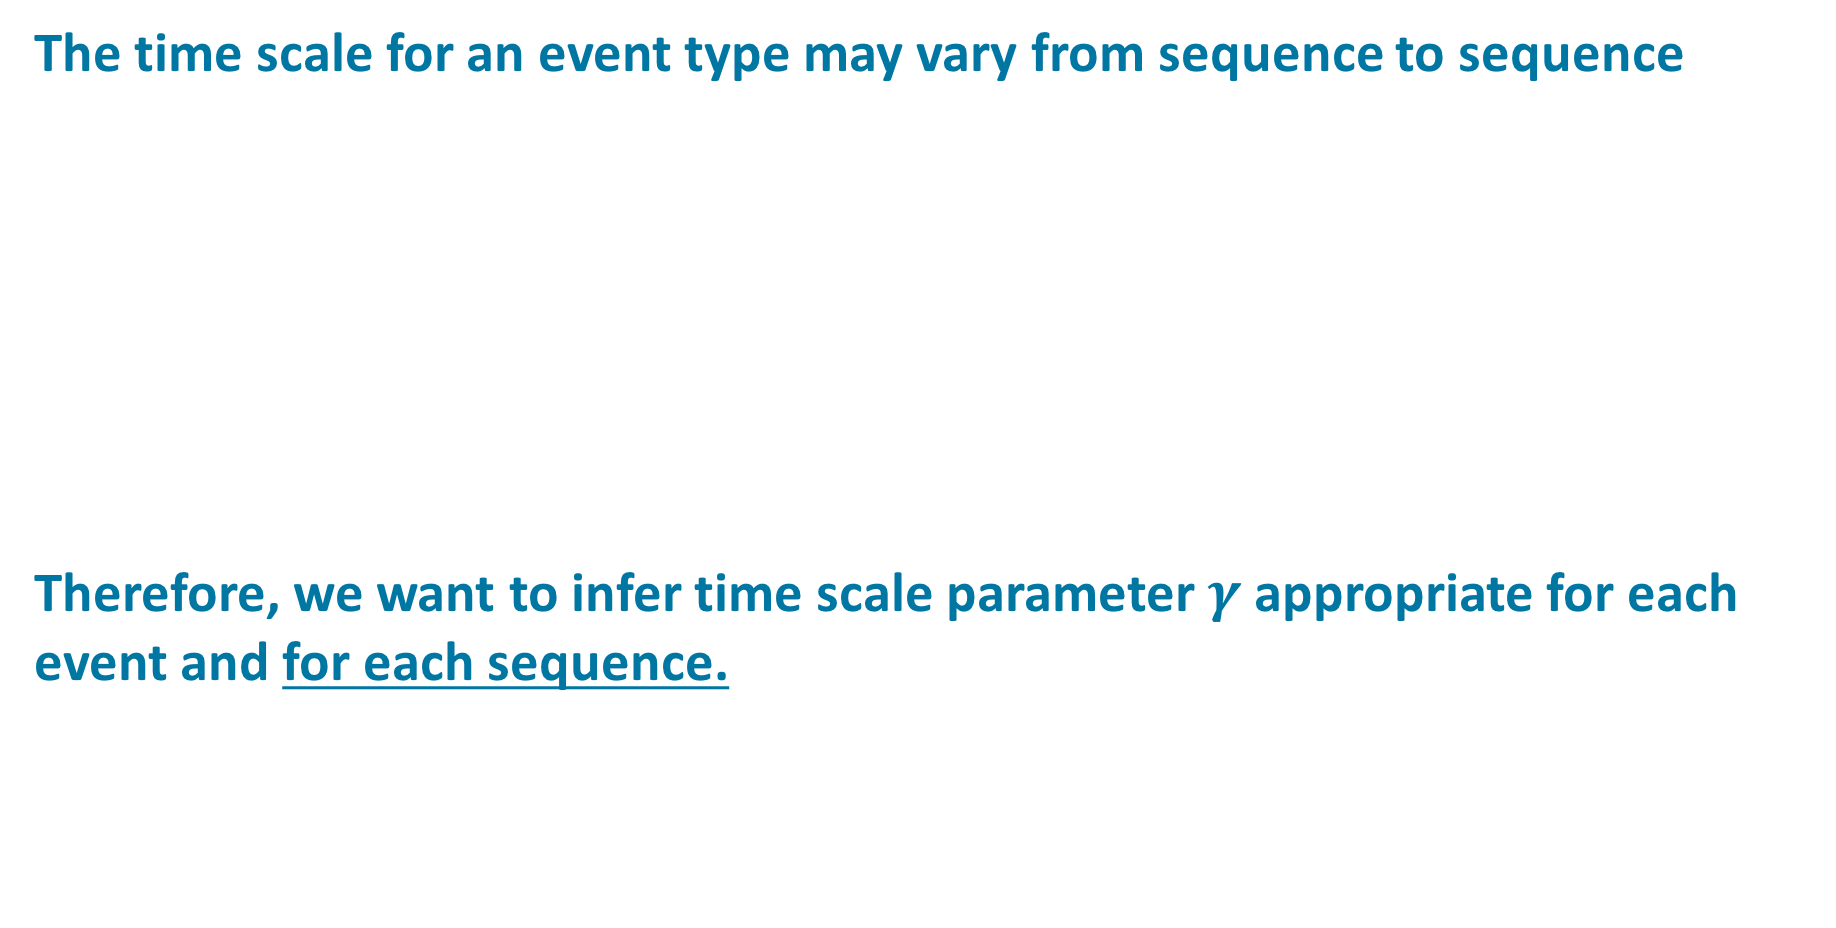 The time scale for an event type may vary from sequence to sequence
Therefore, we want to infer time scale parameter γ appropriate for each
event and for each sequence.